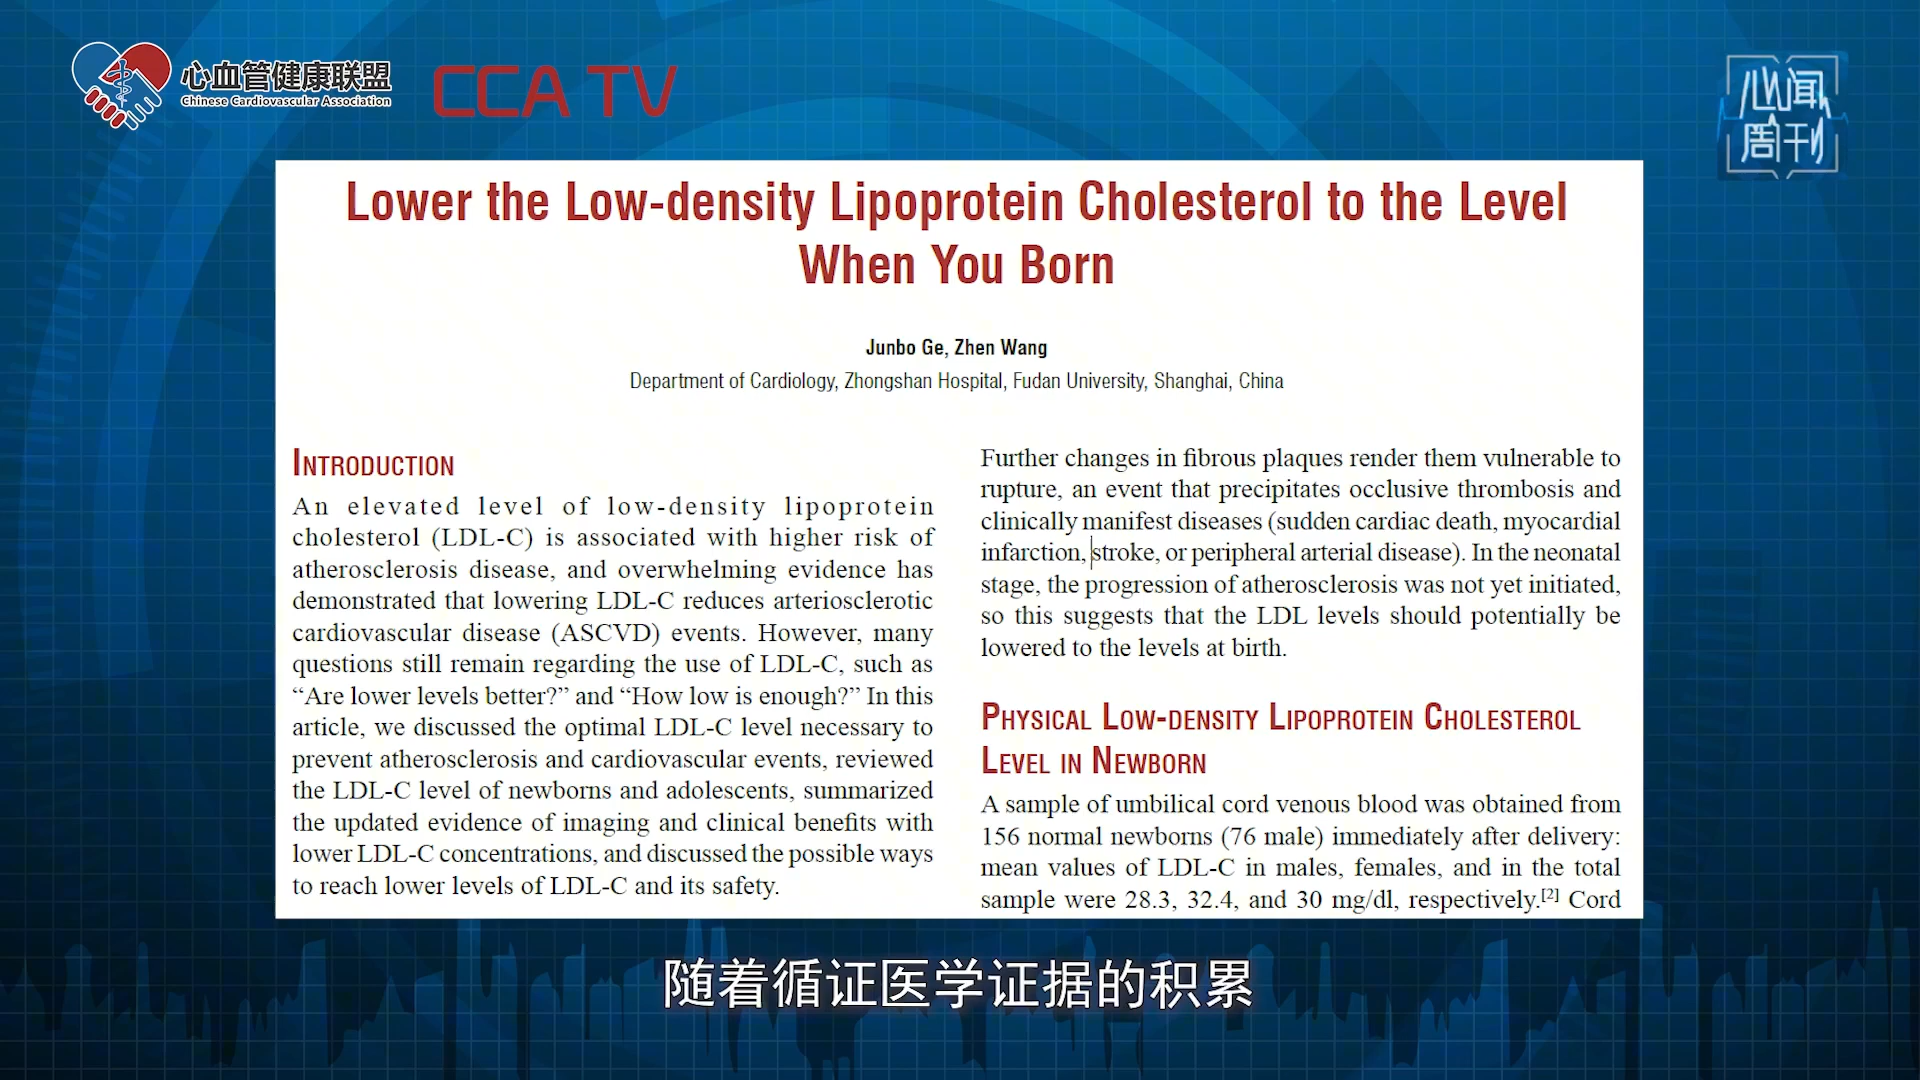 心血管健康联盟
Chinese Cardiovascular Association
CCA TV
心闻
周刊
Lower the Low-density Lipoprotein Cholesterol to the Level
When You Born
Junbo Ge, Zhen Wang
Department of Cardiology, Zhongshan Hospital, Fudan University, Shanghai, China
INTRODUCTION
An elevated level of low-density lipoprotein
cholesterol (LDL-C) is associated with higher risk of
atherosclerosis disease, and overwhelming evidence has
demonstrated that lowering LDL-C reduces arteriosclerotic
cardiovascular disease (ASCVD) events. However, many
questions still remain regarding the use of LDL-C, such as
“Are lower levels better?” and “How low is enough?” In this
article, we discussed the optimal LDL-C level necessary to
prevent atherosclerosis and cardiovascular events, reviewed
the LDL-C level of newborns and adolescents, summarized
the updated evidence of imaging and clinical benefits with
lower LDL-C concentrations, and discussed the possible ways
to reach lower levels of LDL-C and its safety.
Further changes in fibrous plaques render them vulnerable to
rupture, an event that precipitates occlusive thrombosis and
clinically manifest diseases (sudden cardiac death, myocardial
infarction, stroke, or peripheral arterial disease). In the neonatal
stage, the progression of atherosclerosis was not yet initiated,
so this suggests that the LDL levels should potentially be
lowered to the levels at birth.
PHYSICAL LOW-DENSITY LIPOPROTEIN CHOLESTEROL
LEVEL IN NEWBORN
A sample of umbilical cord venous blood was obtained from
156 normal newborns (76 male) immediately after delivery:
mean values of LDL-C in males, females, and in the total
sample were 28.3, 32.4, and 30 mg/dl, respectively.[2] Cord
随着循证医学证据的积累